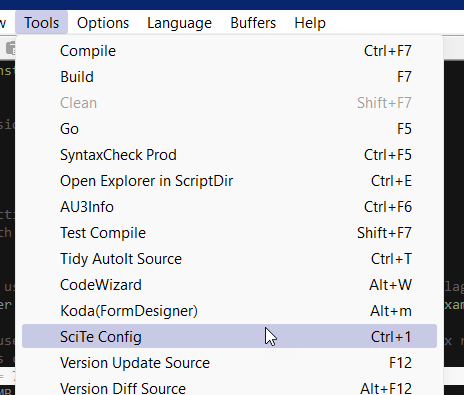 w Tools Options Language Buffers Help
Compile Ctrl+F7
Build F7
Clean Shift+F7
Go F5
SyntaxCheck Prod Ctrl+F5
Open Explorer in ScriptDir Ctrl+E
AU3Info Ctrl+F6
Test Compile Shift+F7
Tidy AutoIt Source Ctrl+T
CodeWizard Alt+W
Koda(FormDesigner) Alt+m
SciTe Config Ctrl+1
Version Update Source F12
Version Diff Source Alt+F12